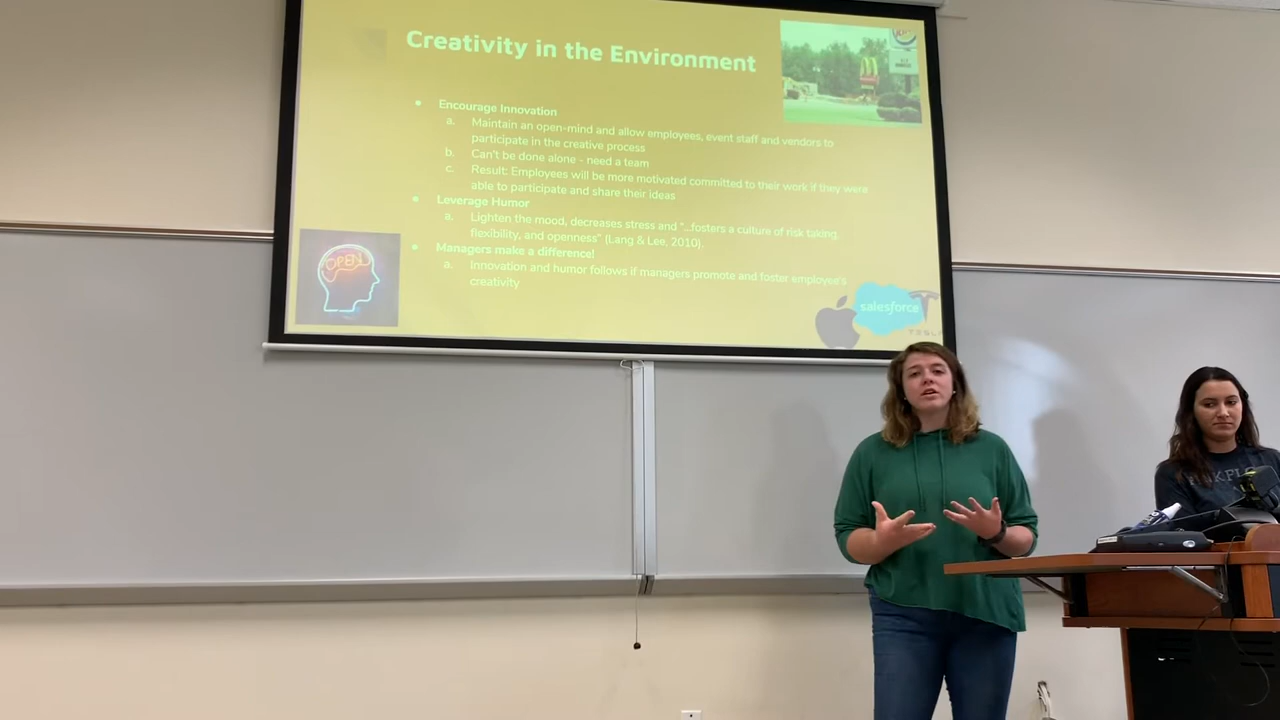 Creativity in the Environment
● Encourage Innovation
a. Maintain an open-mind and allow employees, event staff and vendors to
participate in the creative process
b. Can't be done alone - need a team
c. Result: Employees will be more motivated committed to their work if they were
able to participate and share their ideas
● Leverage Humor
a. Lighten the mood, decreases stress and "...fosters a culture of risk taking,
flexibility, and openness" (Lang & Lee, 2010).
● Managers make a difference!
a. Innovation and humor follows if managers promote and foster employee's
creativity
OPEN
salesforce
TESLA